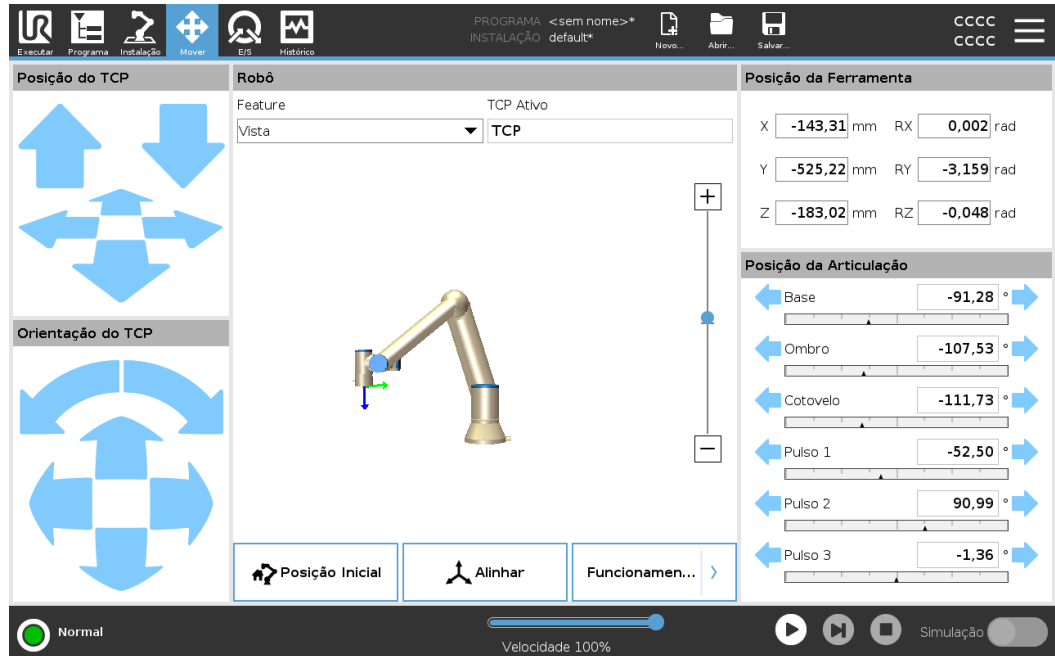 UR
PROGRAMA <sem nome>*
INSTALAÇÃO default*
CCCC
CCCC
Executar Programa Instalação Mover E/S Histórico Novo... Abrir... Salvar...
Posição do TCP
Orientação do TCP
Robô
Feature TCP Ativo
Vista TCP
+
−
Posição Inicial Alinhar Funcionamen...
Posição da Ferramenta
X -143,31 mm RX 0,002 rad
Y -525,22 mm RY -3,159 rad
Z -183,02 mm RZ -0,048 rad
Posição da Articulação
Base -91,28 °
Ombro -107,53 °
Cotovelo -111,73 °
Pulso 1 -52,50 °
Pulso 2 90,99 °
Pulso 3 -1,36 °
Normal
Velocidade 100%
Simulação